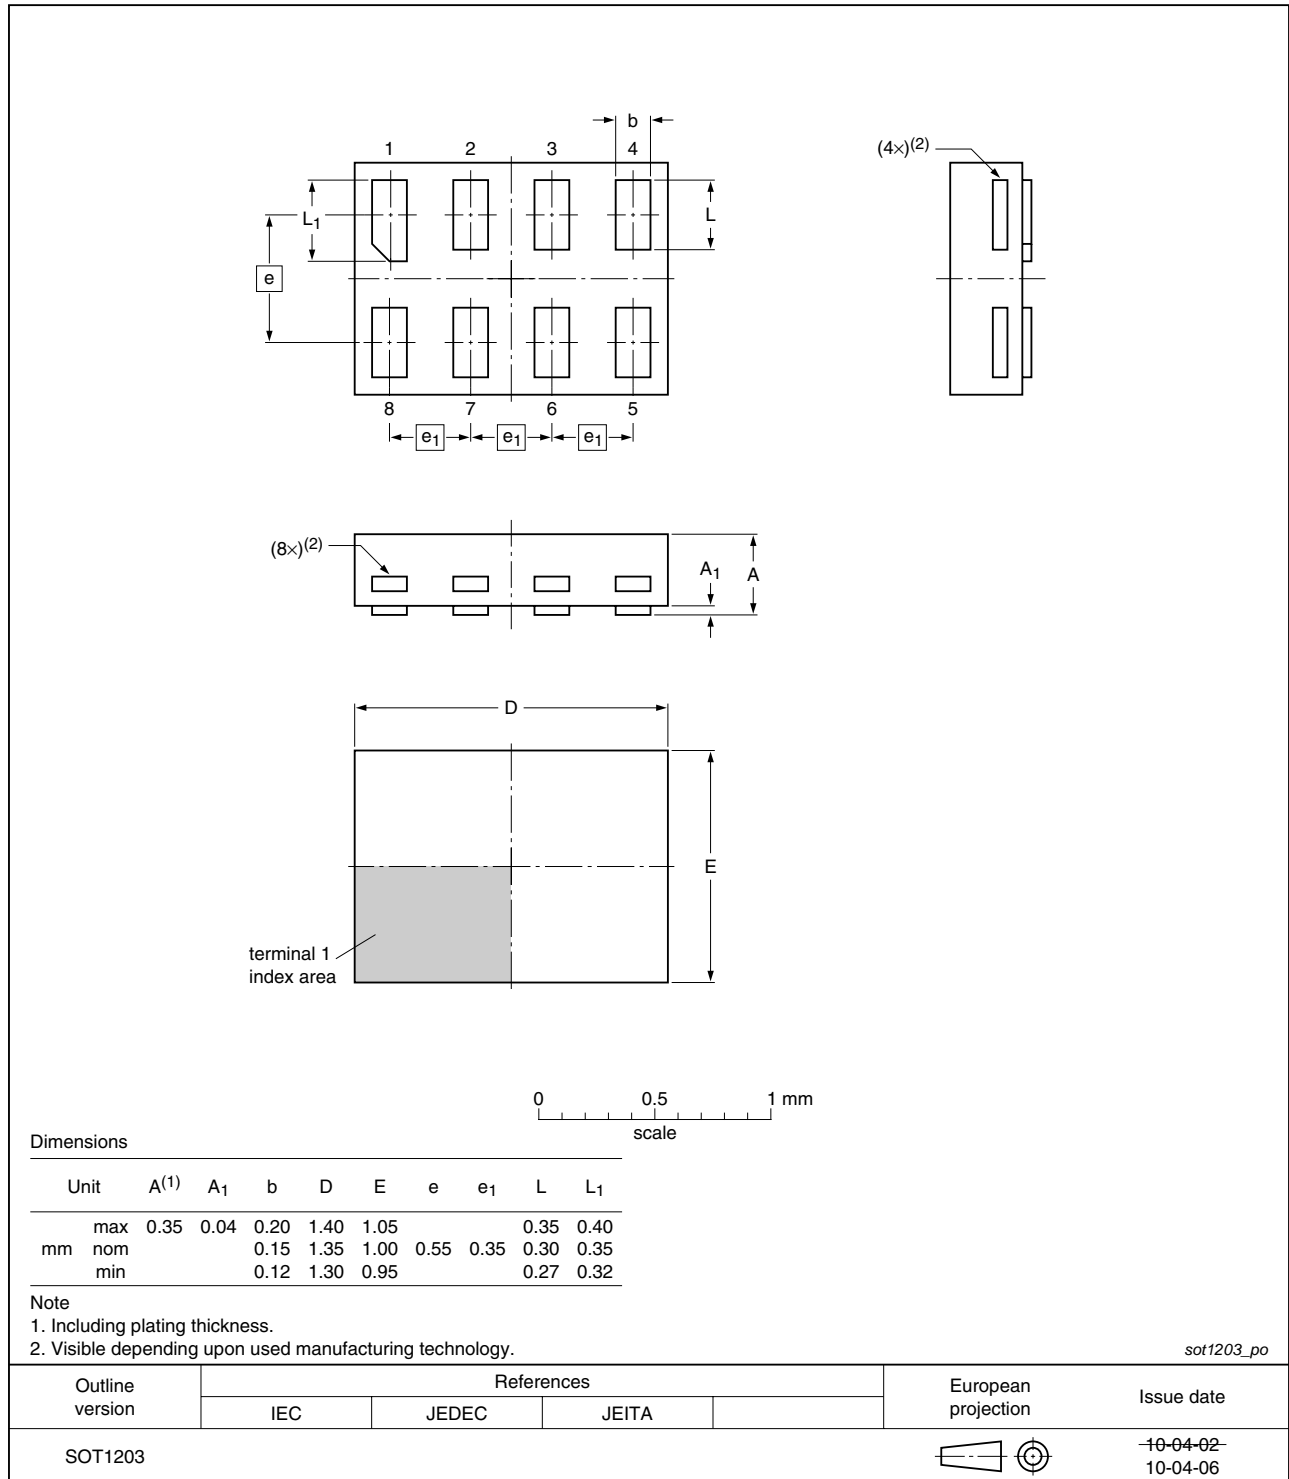 b
1 2 3 4
(4×)(2)
L1
L
e
8 7 6 5
e1 e1 e1
(8×)(2)
A1 A
D
E
terminal 1
index area
0 0.5 1 mm
scale
Dimensions
Unit A(1) A1 b D E e e1 L L1
max 0.35 0.04 0.20 1.40 1.05 0.35 0.40
mm nom 0.15 1.35 1.00 0.55 0.35 0.30 0.35
min 0.12 1.30 0.95 0.27 0.32
Note
1. Including plating thickness.
2. Visible depending upon used manufacturing technology.
sot1203_po
Outline
version
References
IEC JEDEC JEITA
European
projection
Issue date
SOT1203
10-04-02
10-04-06